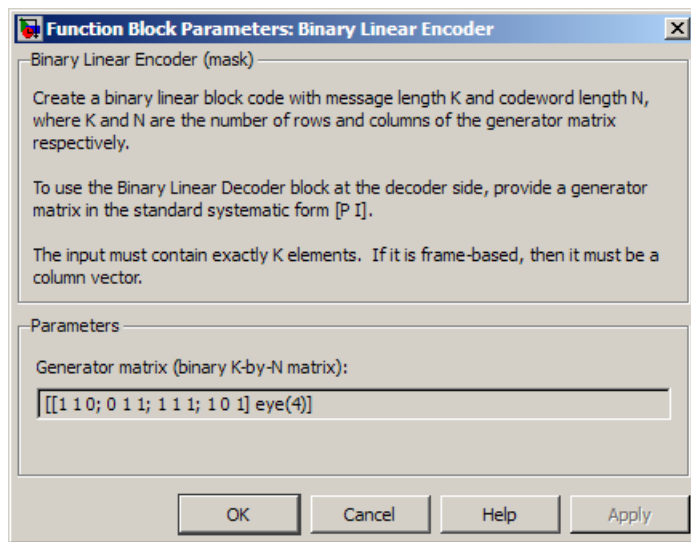 Function Block Parameters: Binary Linear Encoder
Binary Linear Encoder (mask)
Create a binary linear block code with message length K and codeword length N,
where K and N are the number of rows and columns of the generator matrix
respectively.
To use the Binary Linear Decoder block at the decoder side, provide a generator
matrix in the standard systematic form [P I].
The input must contain exactly K elements.  If it is frame-based, then it must be a
column vector.
Parameters
Generator matrix (binary K-by-N matrix):
[[1 1 0; 0 1 1; 1 1 1; 1 0 1] eye(4)]
OK Cancel Help Apply